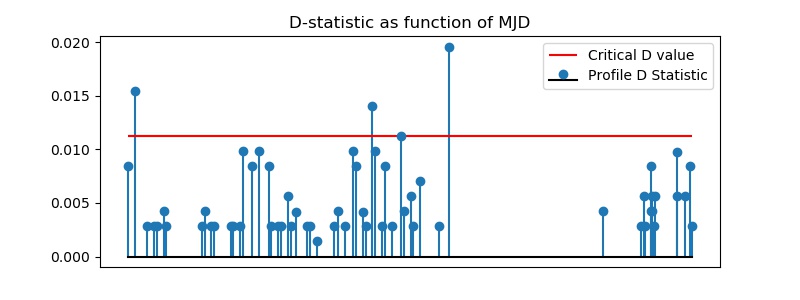 D-statistic as function of MJD
0.020
0.015
0.010
0.005
0.000
Critical D value
Profile D Statistic